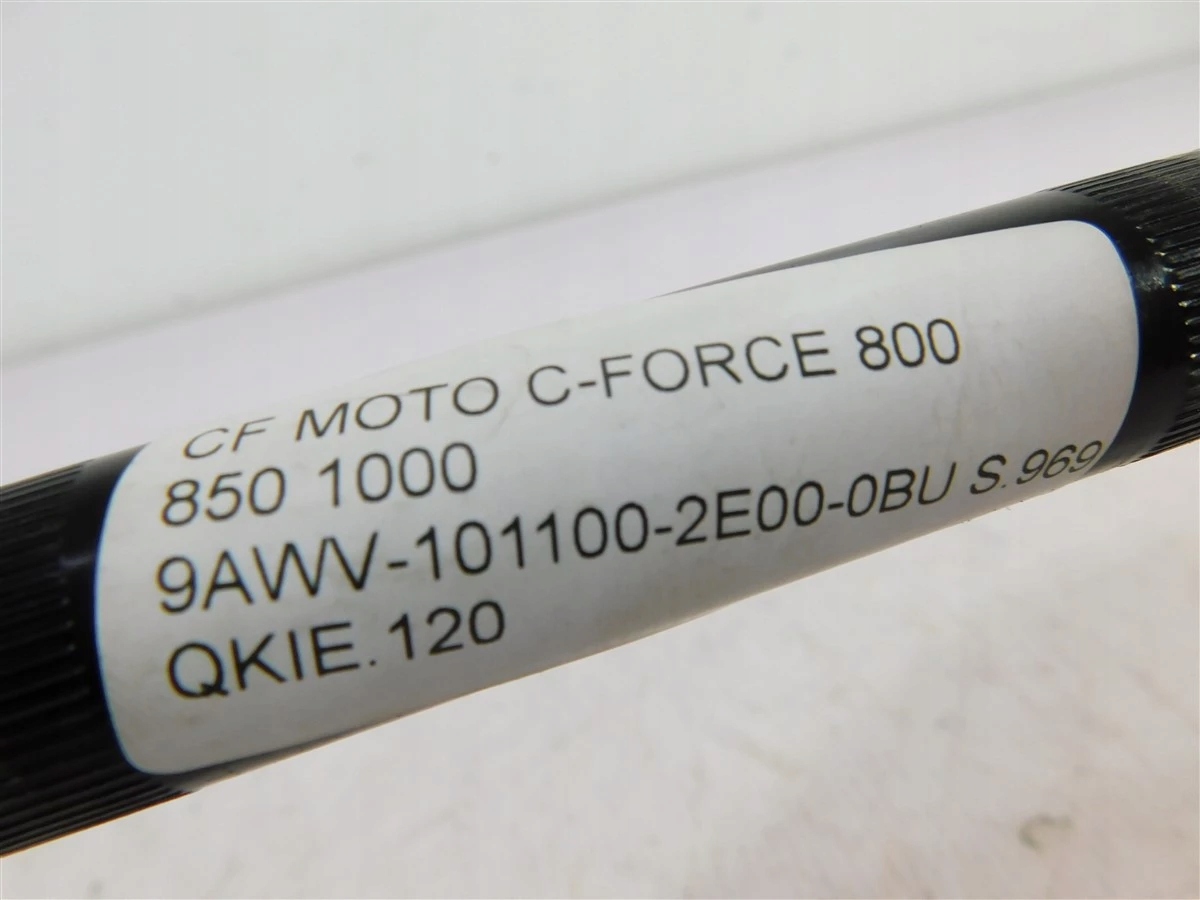 CF MOTO C-FORCE 800
850 1000
9AWV-101100-2E00-0BU S.969
QKIE.120